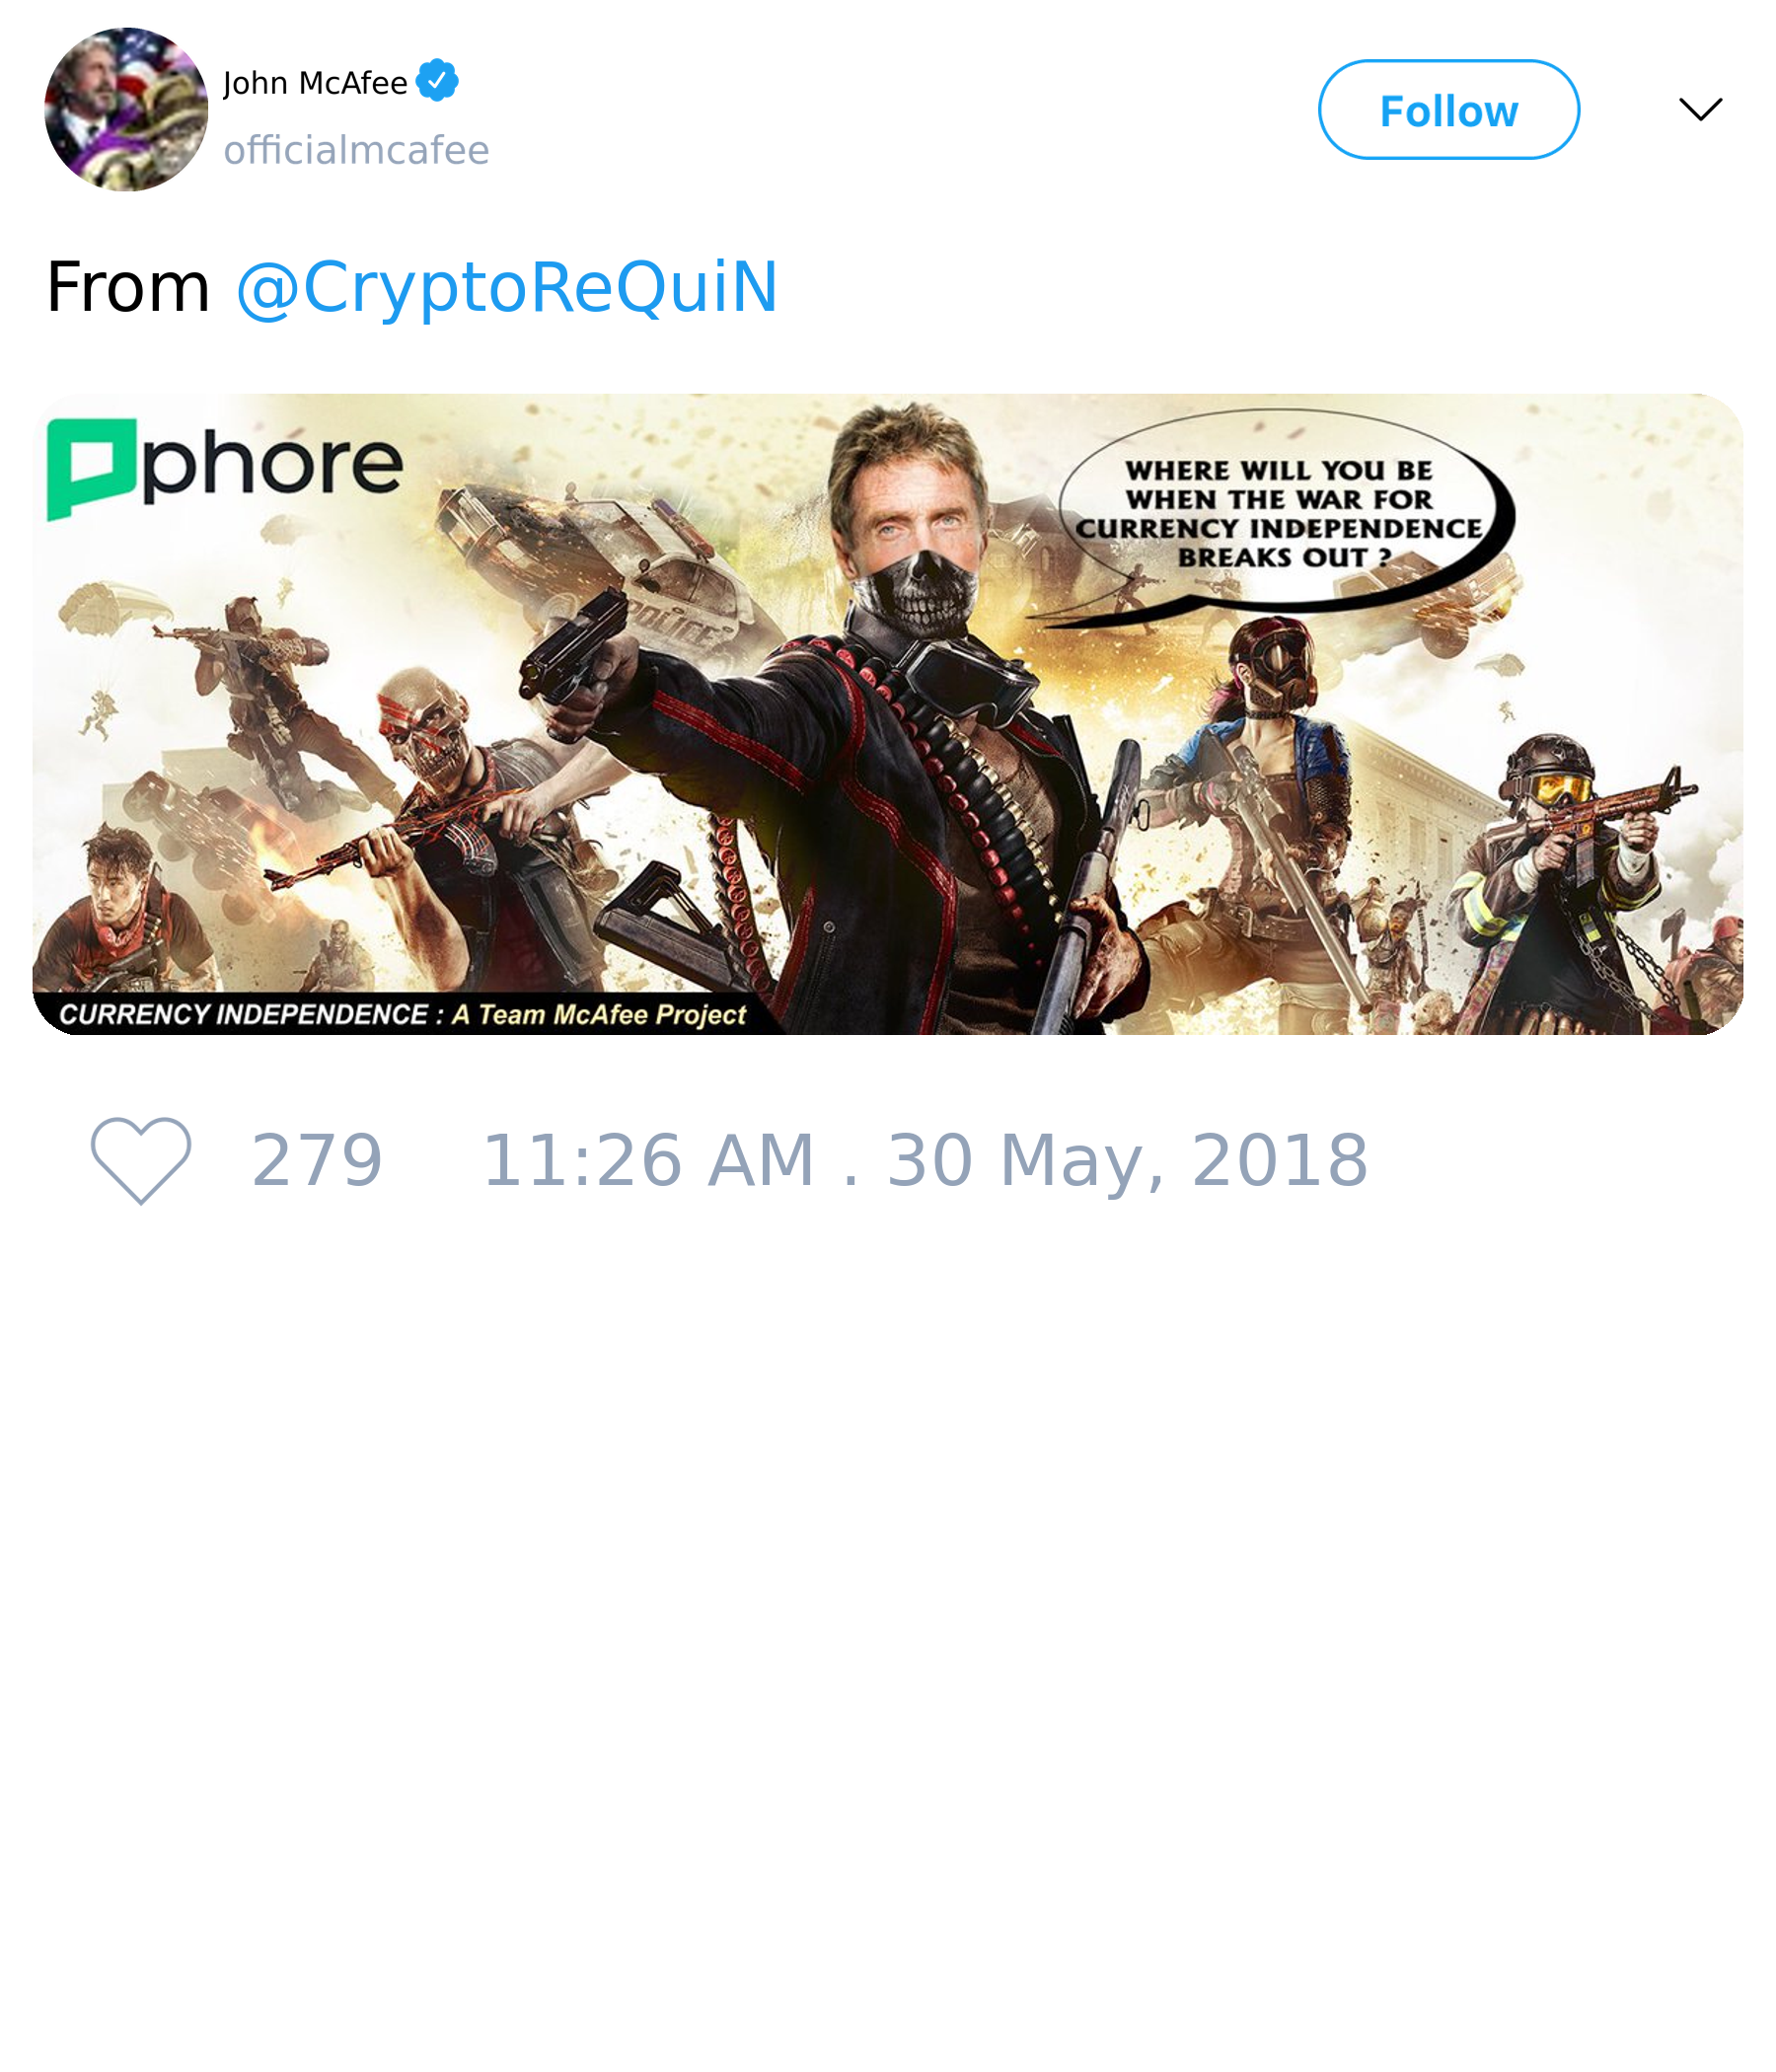 John McAfee
officialmcafee
Follow
From @CryptoReQuiN
phore
WHERE WILL YOU BE
WHEN THE WAR FOR
CURRENCY INDEPENDENCE
BREAKS OUT ?
POLICE
CURRENCY INDEPENDENCE : A Team McAfee Project
279 11:26 AM . 30 May, 2018